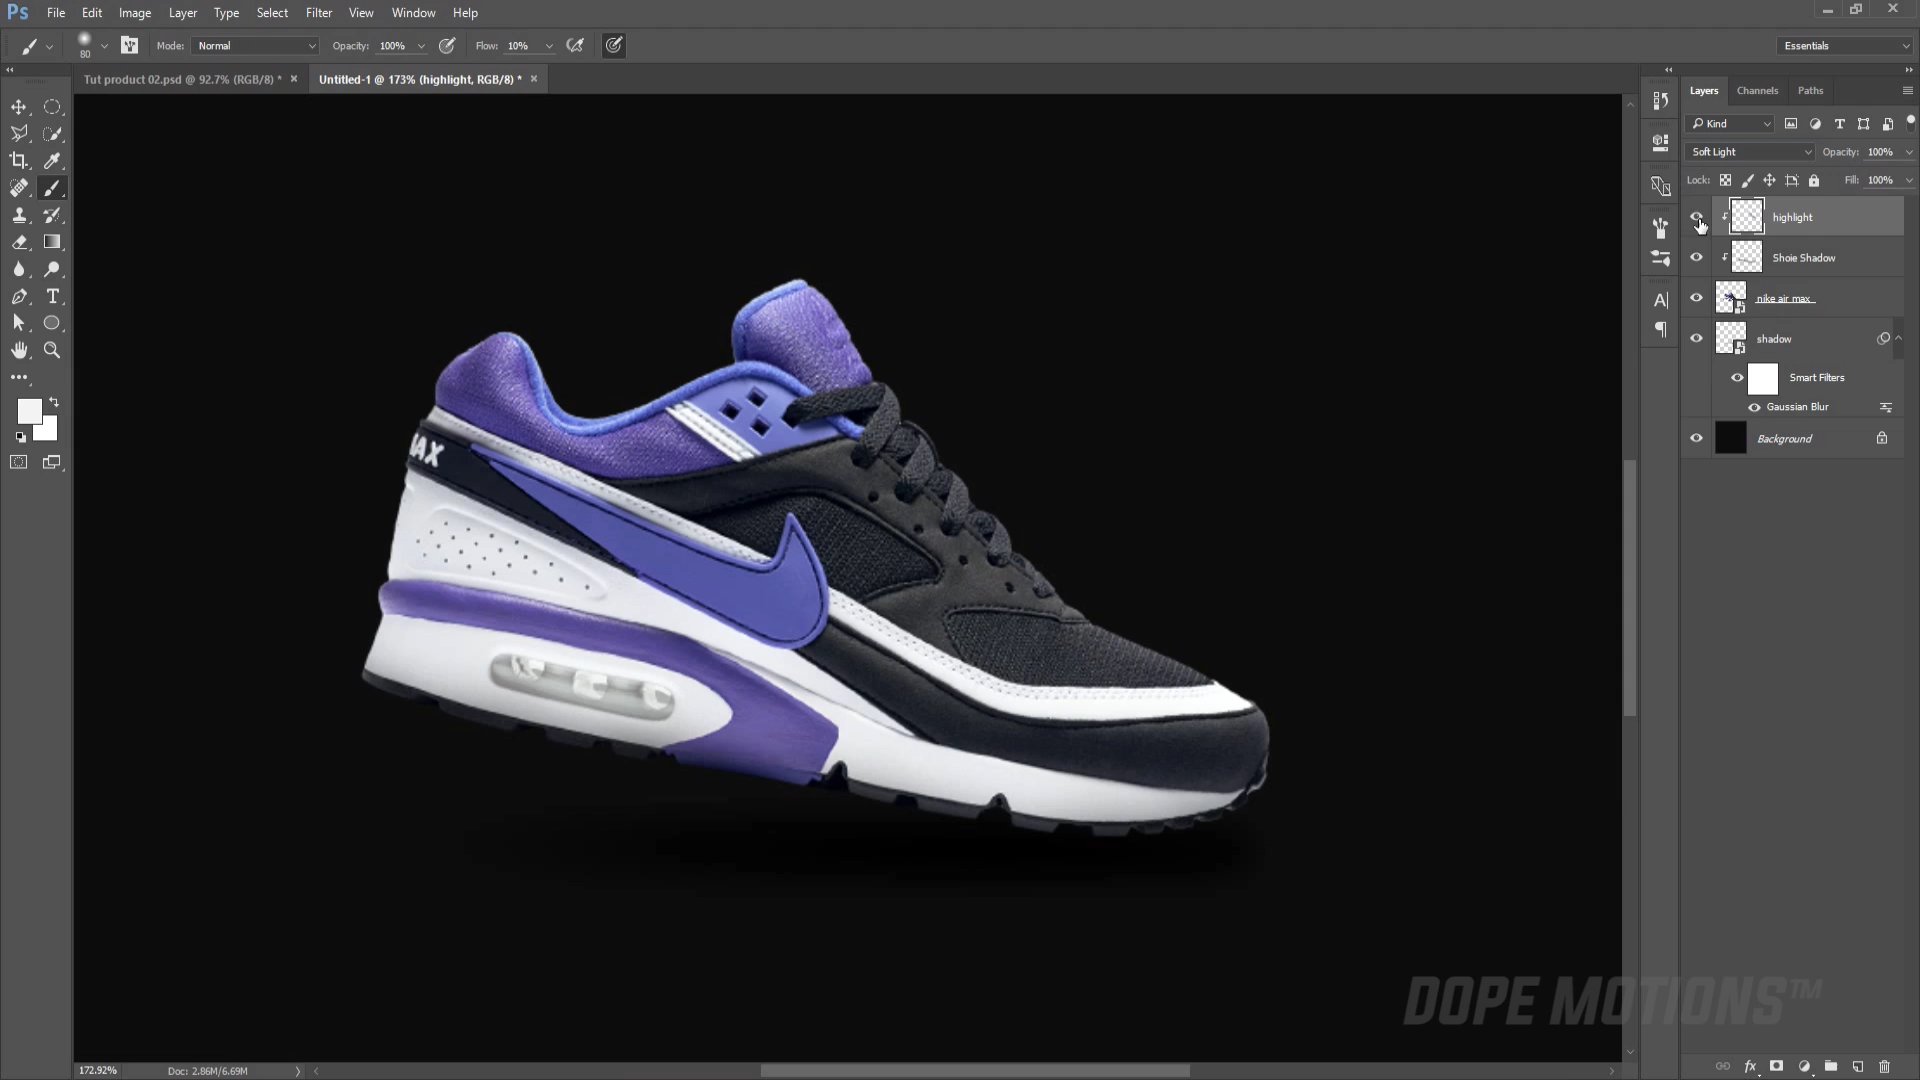 Ps File Edit Image Layer Type Select Filter View Window Help
80 Mode: Normal Opacity: 100% Flow: 10% Essentials
Tut product 02.psd @ 92.7% (RGB/8) * × Untitled-1 @ 173% (highlight, RGB/8) * ×
Layers Channels Paths
Kind
Soft Light Opacity: 100%
Lock: Fill: 100%
highlight
Shoie Shadow
nike air max
shadow
Smart Filters
Gaussian Blur
Background
MAX
DOPE MOTIONS™
172.92% Doc: 2.86M/6.69M